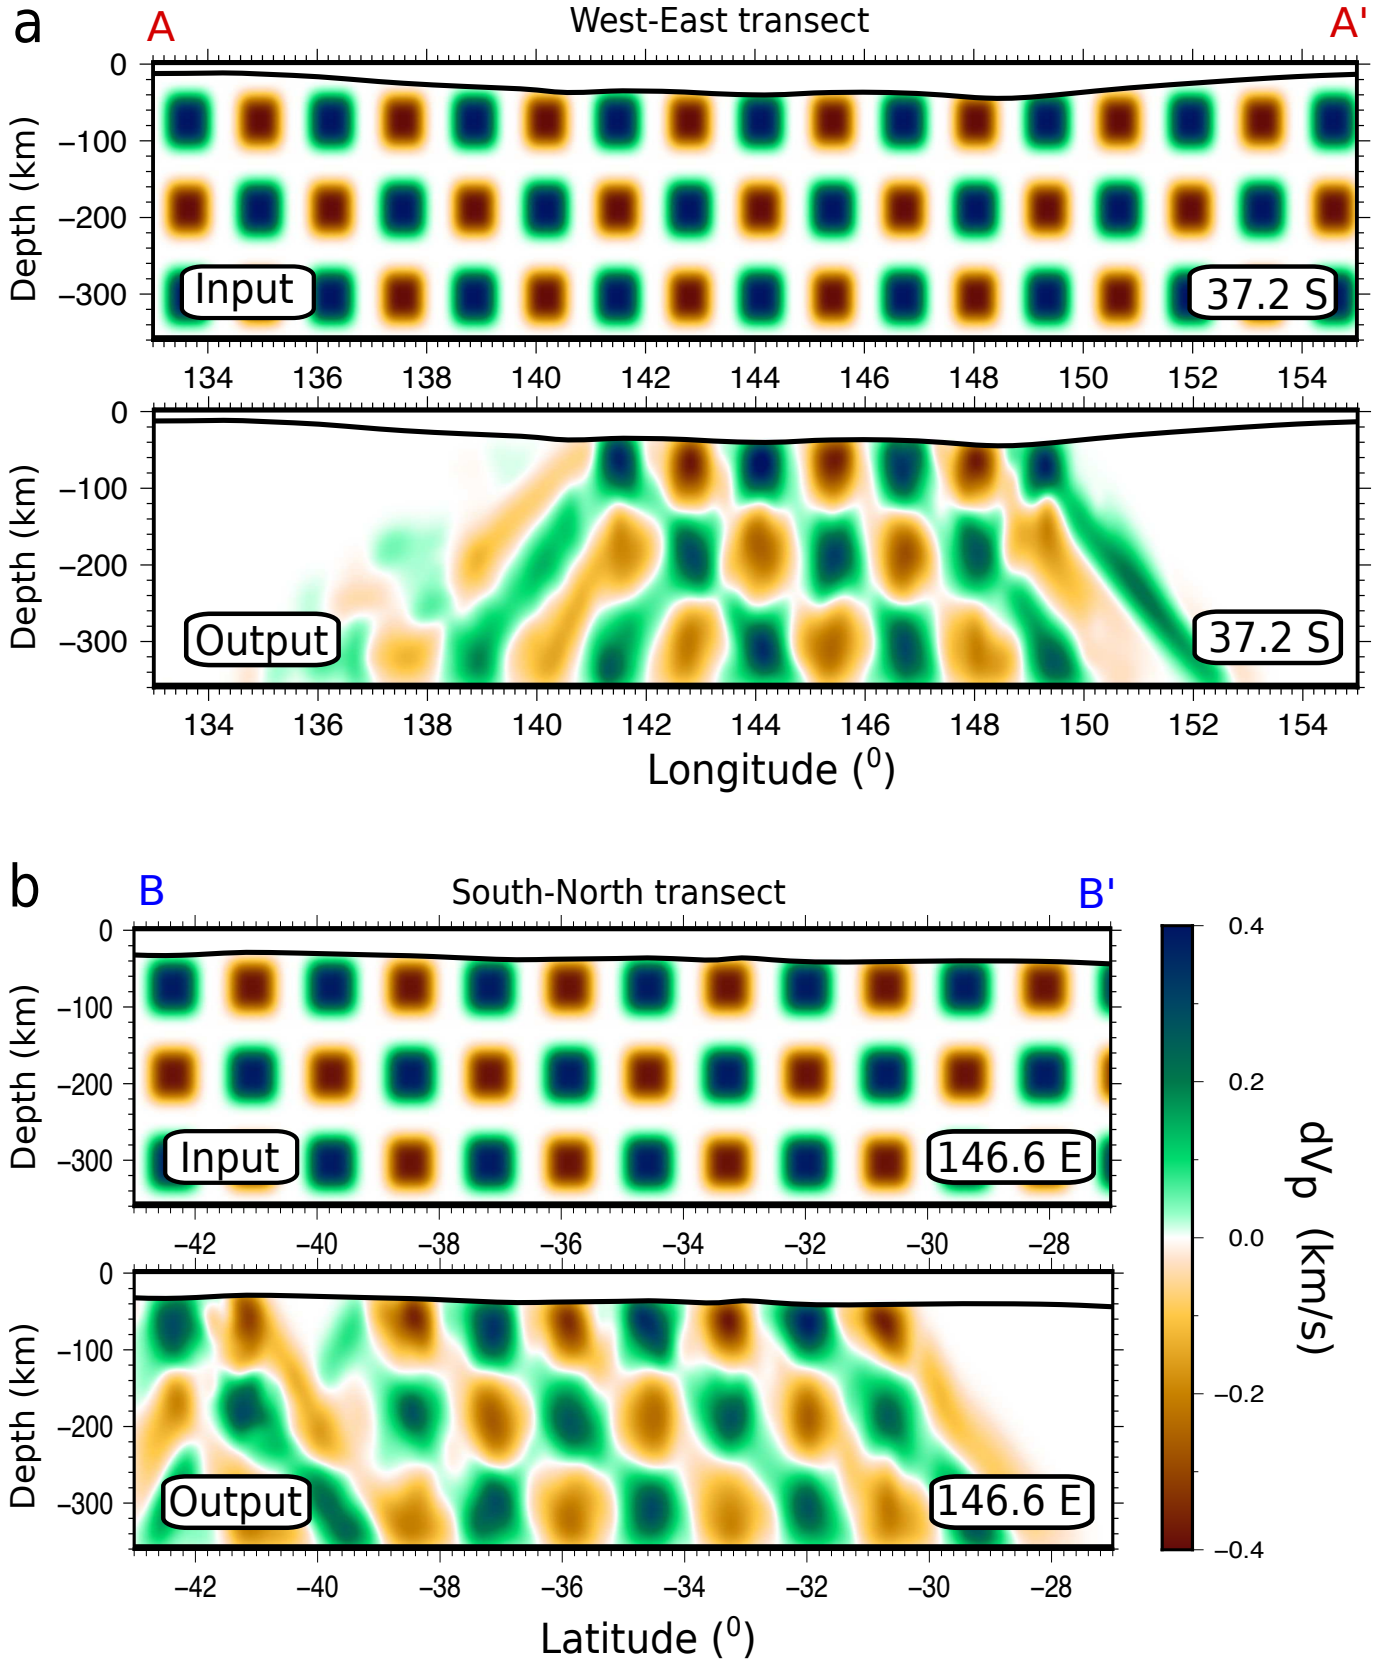 a
A
West-East transect
A'
0
−100
−200
−300
Depth (km)
Input
37.2 S
134 136 138 140 142 144 146 148 150 152 154
0
−100
−200
−300
Depth (km)
Output
37.2 S
134 136 138 140 142 144 146 148 150 152 154
Longitude (⁰)
b
B
South-North transect
B'
0
−100
−200
−300
Depth (km)
Input
146.6 E
−42 −40 −38 −36 −34 −32 −30 −28
0
−100
−200
−300
Depth (km)
Output
146.6 E
−42 −40 −38 −36 −34 −32 −30 −28
Latitude (⁰)
0.4
0.2
0.0
−0.2
−0.4
dVp (km/s)